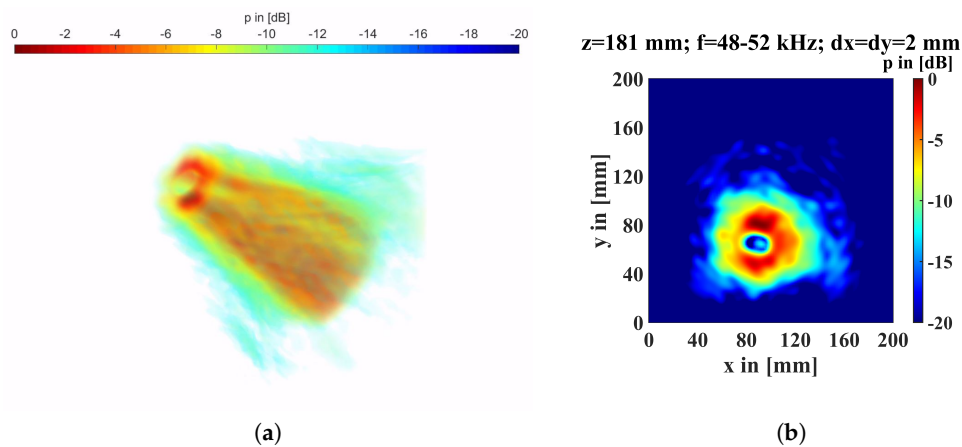 p in [dB]
0 -2 -4 -6 -8 -10 -12 -14 -16 -18 -20
z=181 mm; f=48-52 kHz; dx=dy=2 mm
p in [dB]
200
160
120
80
40
0
y in [mm]
0 40 80 120 160 200
x in [mm]
0
-5
-10
-15
-20
(a)
(b)